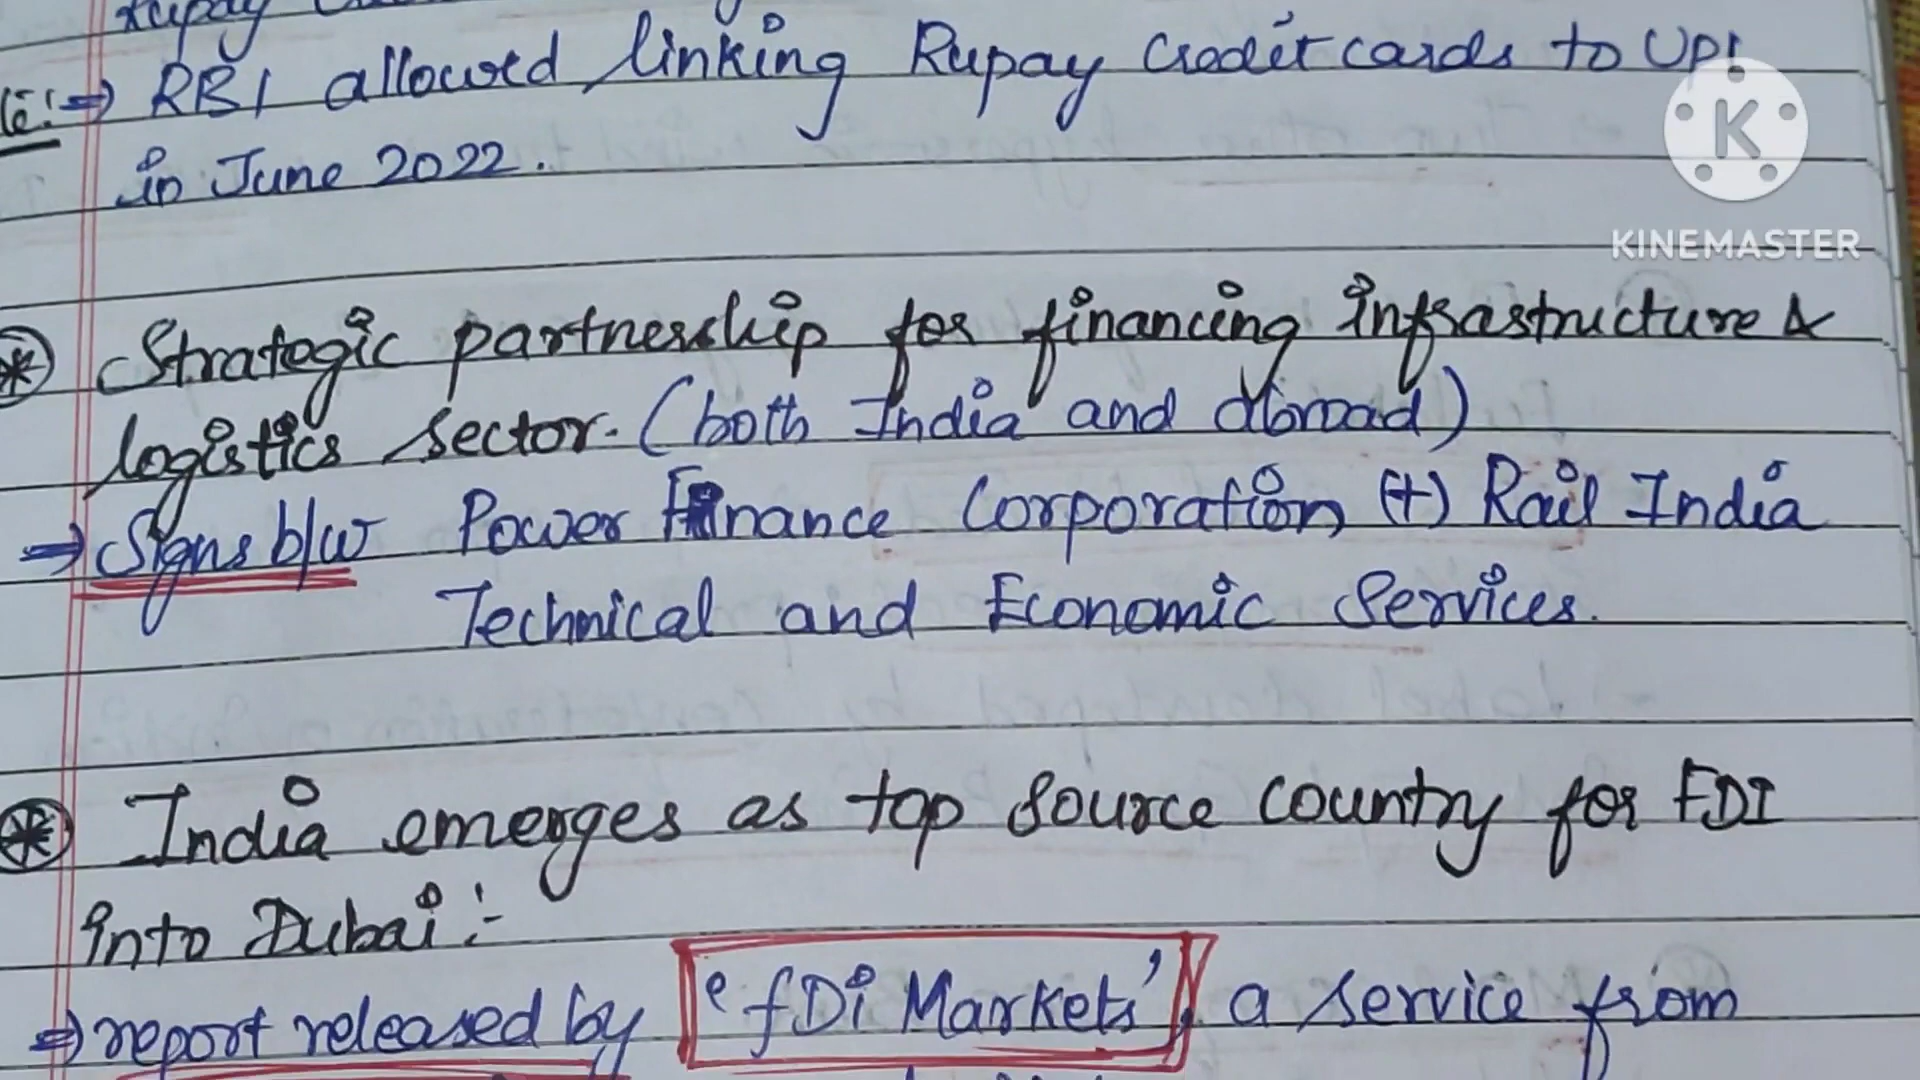 Rupay
RBI allowed linking Rupay Credit cards to UPI
in June 2022.
KINEMASTER
Strategic partnership for financing infrastructure &
logistics sector. (both India and abroad)
⇒ Signs b/w Power Finance Corporation (+) Rail India
Technical and Economic Services.
India emerges as top source country for FDI
into Dubai :-
⇒ report released by 'fDi Markets', a service from